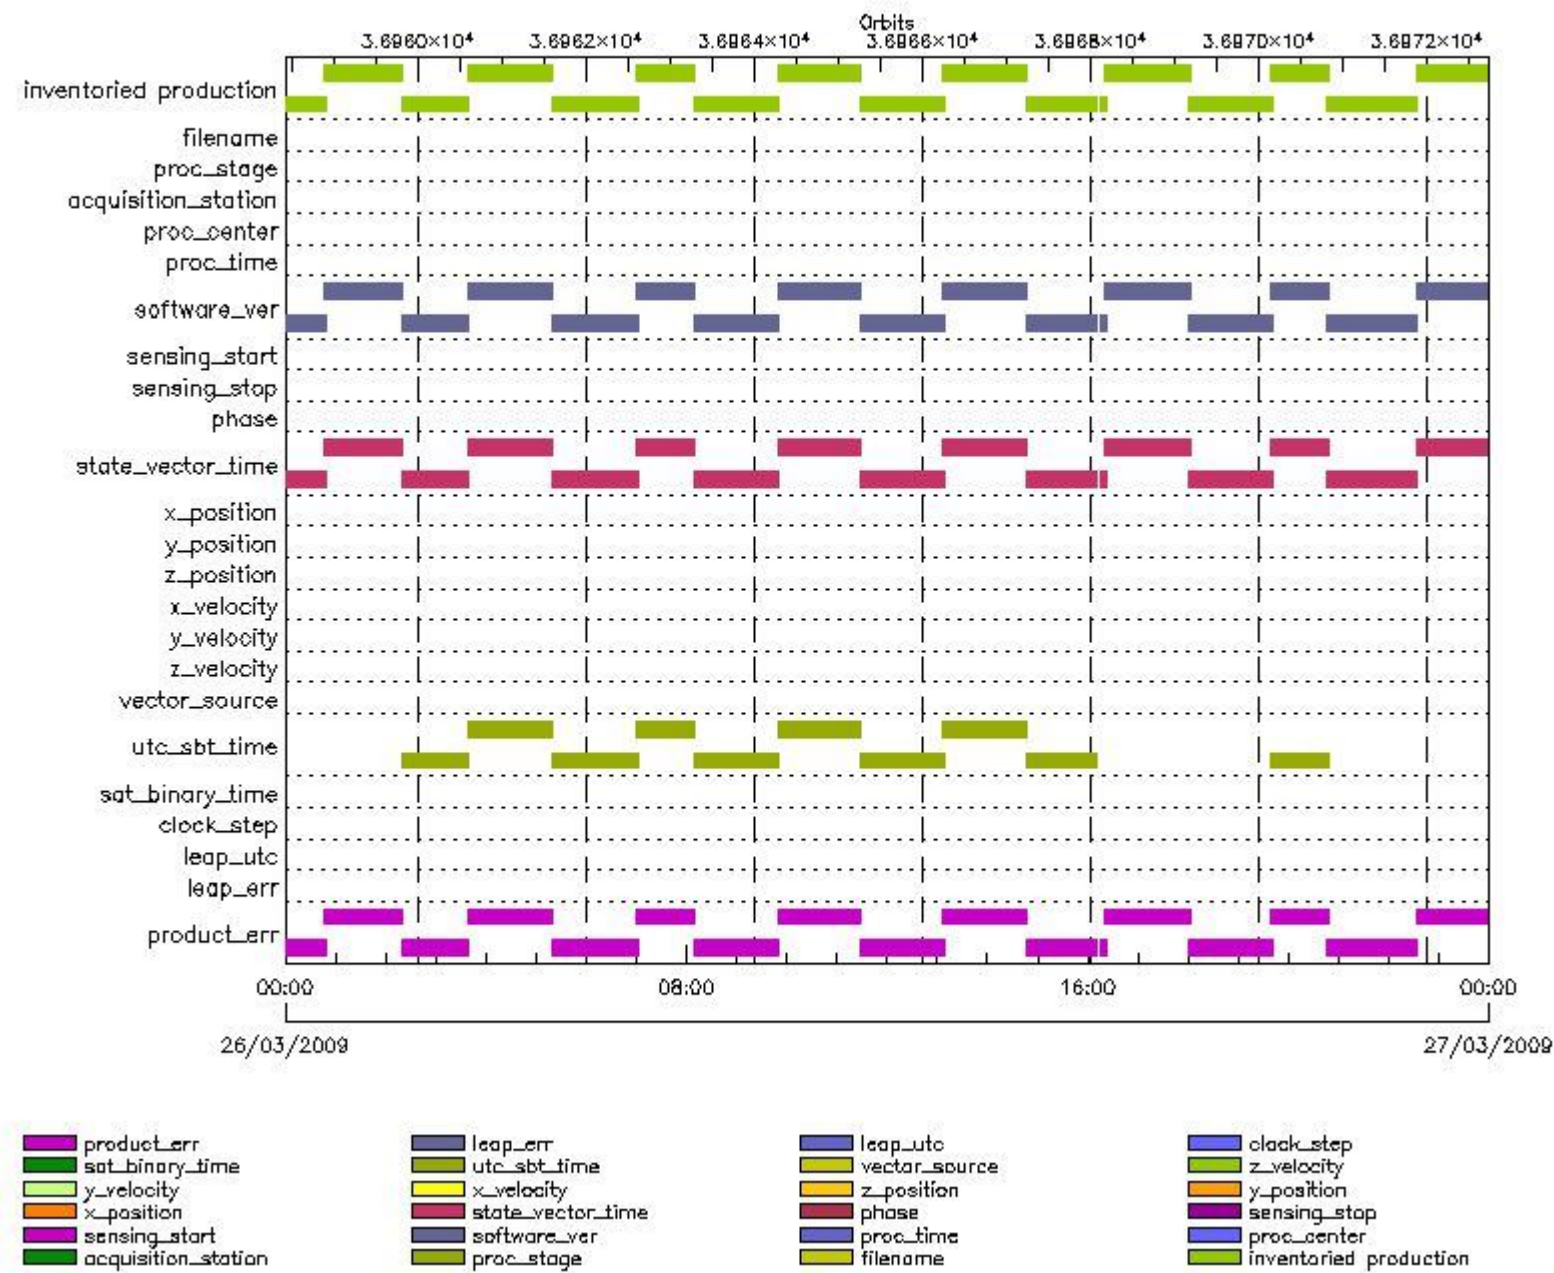 Orbits
3.6960×10⁴ 3.6962×10⁴ 3.6964×10⁴ 3.6966×10⁴ 3.6968×10⁴ 3.6970×10⁴ 3.6972×10⁴
inventoried production
filename
proc_stage
acquisition_station
proc_center
proc_time
software_ver
sensing_start
sensing_stop
phase
state_vector_time
x_position
y_position
z_position
x_velocity
y_velocity
z_velocity
vector_source
utc_sbt_time
sat_binary_time
clock_step
leap_utc
leap_err
product_err
00:00 08:00 16:00 00:00
26/03/2009 27/03/2009
product_err leap_err leap_utc clock_step
sat_binary_time utc_sbt_time vector_source z_velocity
y_velocity x_velocity z_position y_position
x_position state_vector_time phase sensing_stop
sensing_start software_ver proc_time proc_center
acquisition_station proc_stage filename inventoried production